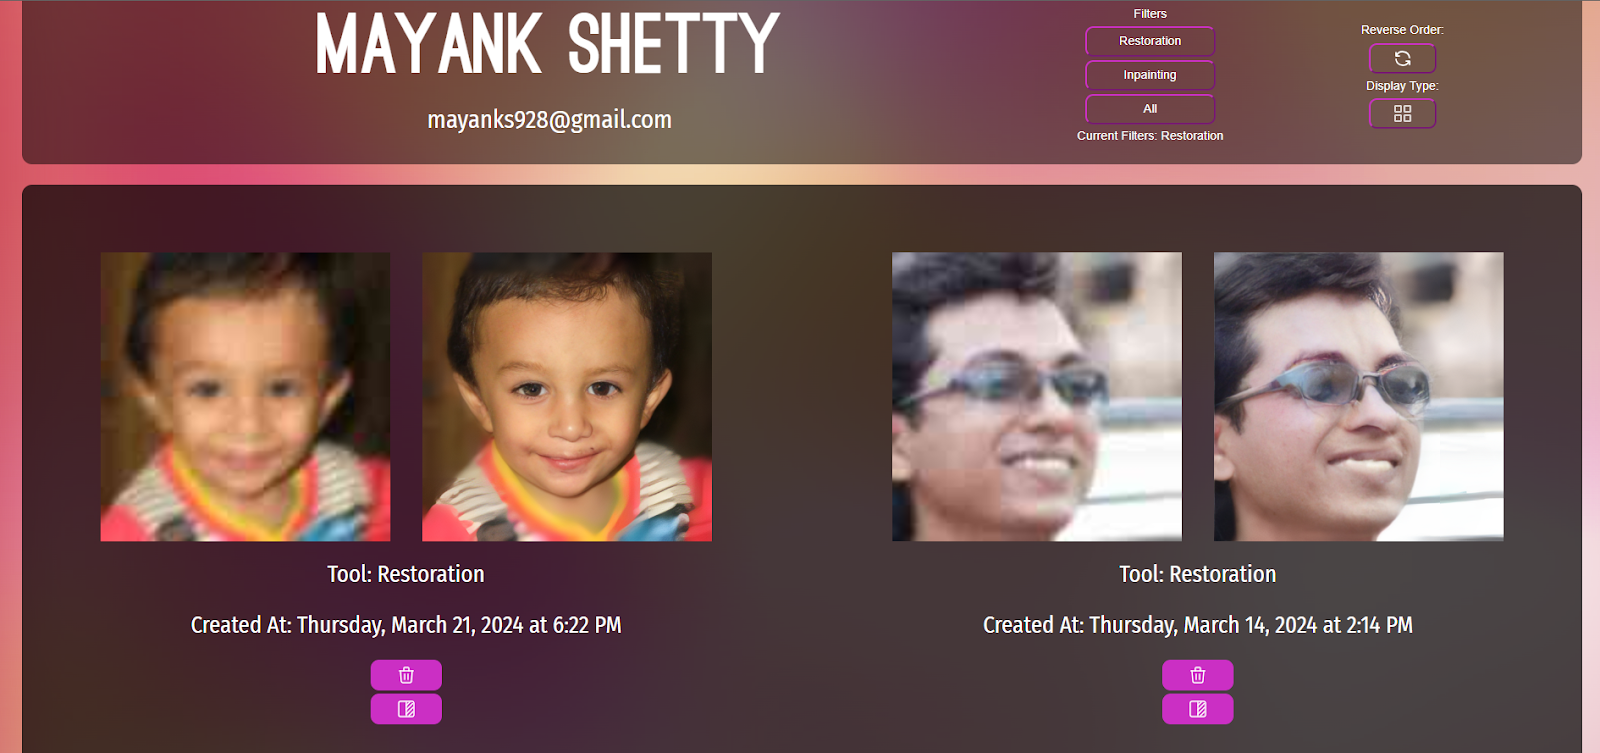 MAYANK SHETTY
mayanks928@gmail.com
Filters
Restoration
Inpainting
All
Current Filters: Restoration
Reverse Order:
Display Type:
Tool: Restoration
Created At: Thursday, March 21, 2024 at 6:22 PM
Tool: Restoration
Created At: Thursday, March 14, 2024 at 2:14 PM